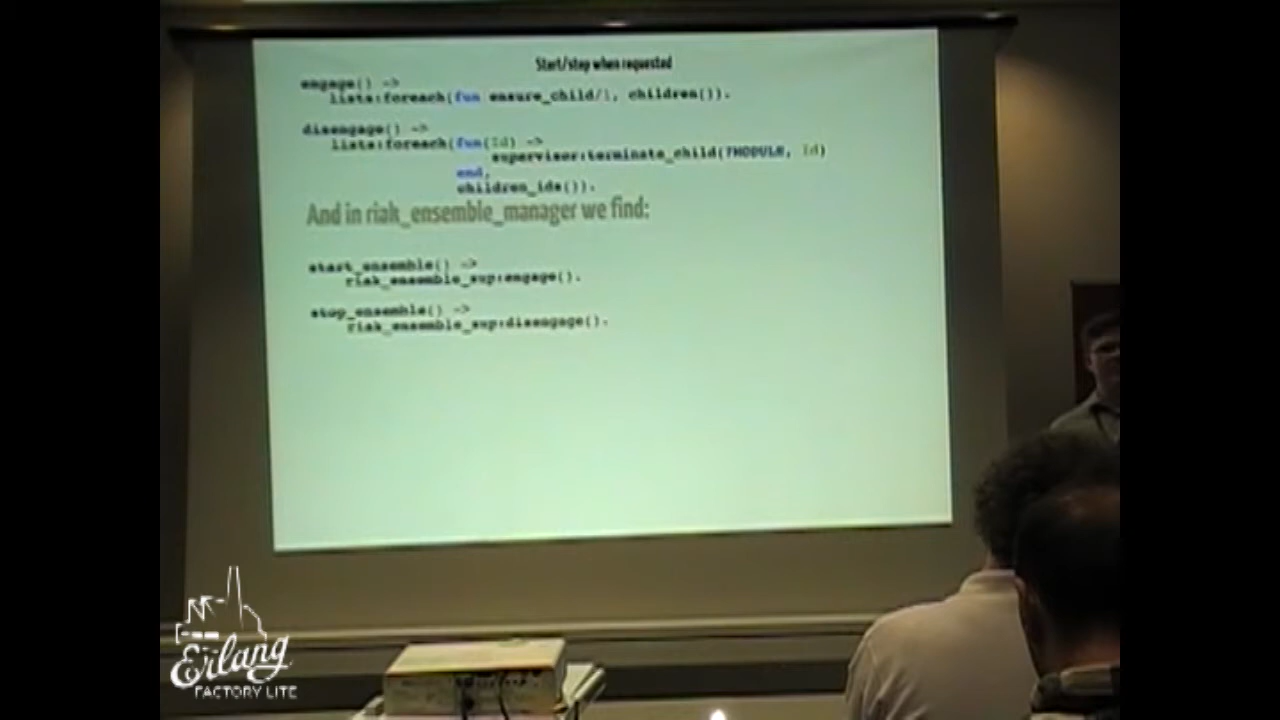 Start/stop when requested
engage() ->
lists:foreach(fun ensure_child/1, children()).
disengage() ->
lists:foreach(fun(Id) ->
supervisor:terminate_child(?MODULE, Id)
end,
children_ids()).
And in riak_ensemble_manager we find:
start_ensemble() ->
riak_ensemble_sup:engage().
stop_ensemble() ->
riak_ensemble_sup:disengage().
Erlang
FACTORY LITE